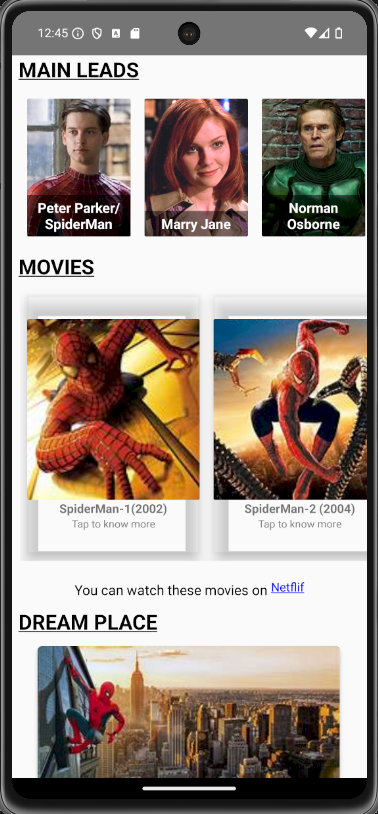 12:45
MAIN LEADS
Peter Parker/
SpiderMan
Marry Jane
Norman
Osborne
MOVIES
SpiderMan-1(2002)
Tap to know more
SpiderMan-2 (2004)
Tap to know more
You can watch these movies on Netflif
DREAM PLACE